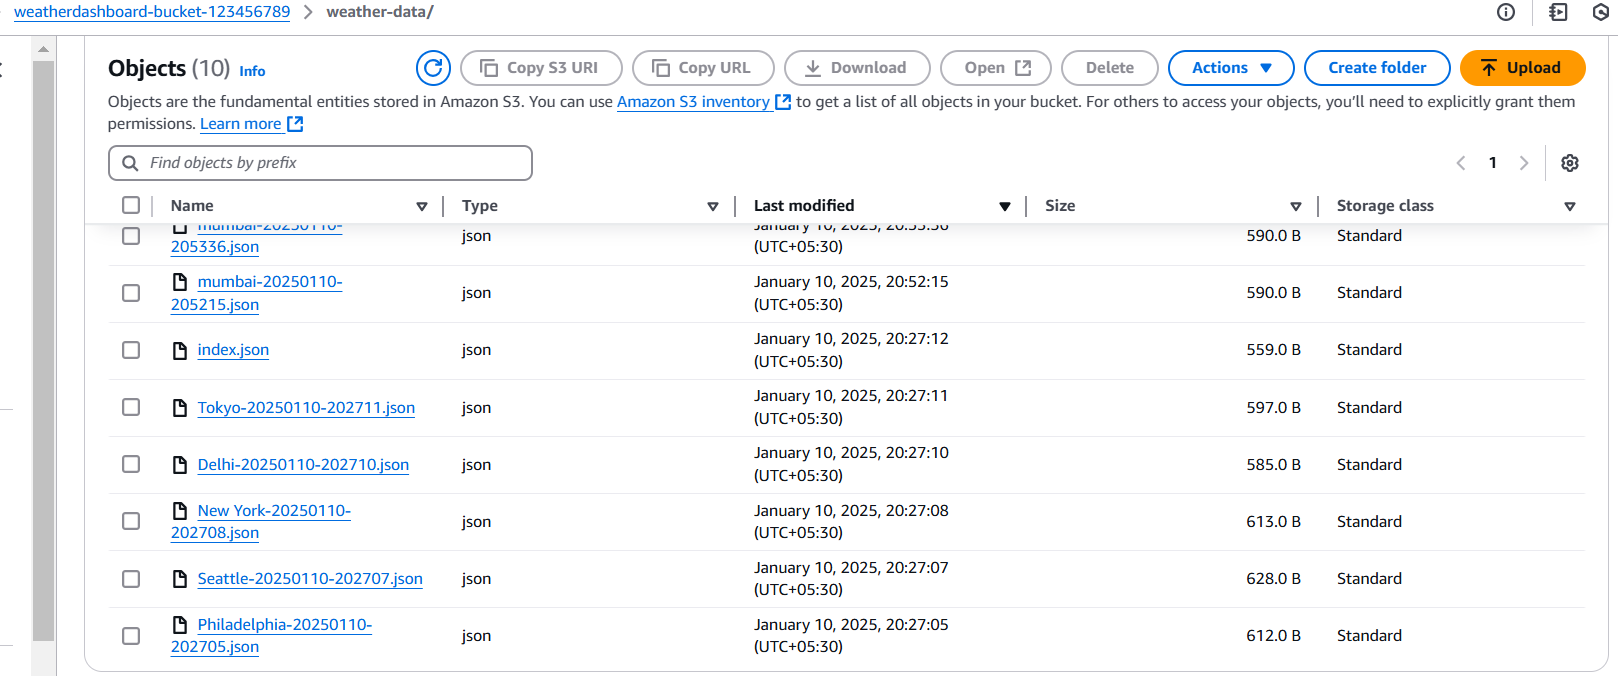 weatherdashboard-bucket-123456789 > weather-data/
Objects (10) Info
Copy S3 URI
Copy URL
Download
Open
Delete
Actions
Create folder
Upload
Objects are the fundamental entities stored in Amazon S3. You can use Amazon S3 inventory to get a list of all objects in your bucket. For others to access your objects, you’ll need to explicitly grant them
permissions. Learn more
Find objects by prefix
1
Name Type Last modified Size Storage class
mumbai-20250110- January 10, 2025, 20:53:36
205336.json json (UTC+05:30) 590.0 B Standard
mumbai-20250110- January 10, 2025, 20:52:15
205215.json json (UTC+05:30) 590.0 B Standard
January 10, 2025, 20:27:12
index.json json (UTC+05:30) 559.0 B Standard
January 10, 2025, 20:27:11
Tokyo-20250110-202711.json json (UTC+05:30) 597.0 B Standard
January 10, 2025, 20:27:10
Delhi-20250110-202710.json json (UTC+05:30) 585.0 B Standard
New York-20250110- January 10, 2025, 20:27:08
202708.json json (UTC+05:30) 613.0 B Standard
January 10, 2025, 20:27:07
Seattle-20250110-202707.json json (UTC+05:30) 628.0 B Standard
Philadelphia-20250110- January 10, 2025, 20:27:05
202705.json json (UTC+05:30) 612.0 B Standard